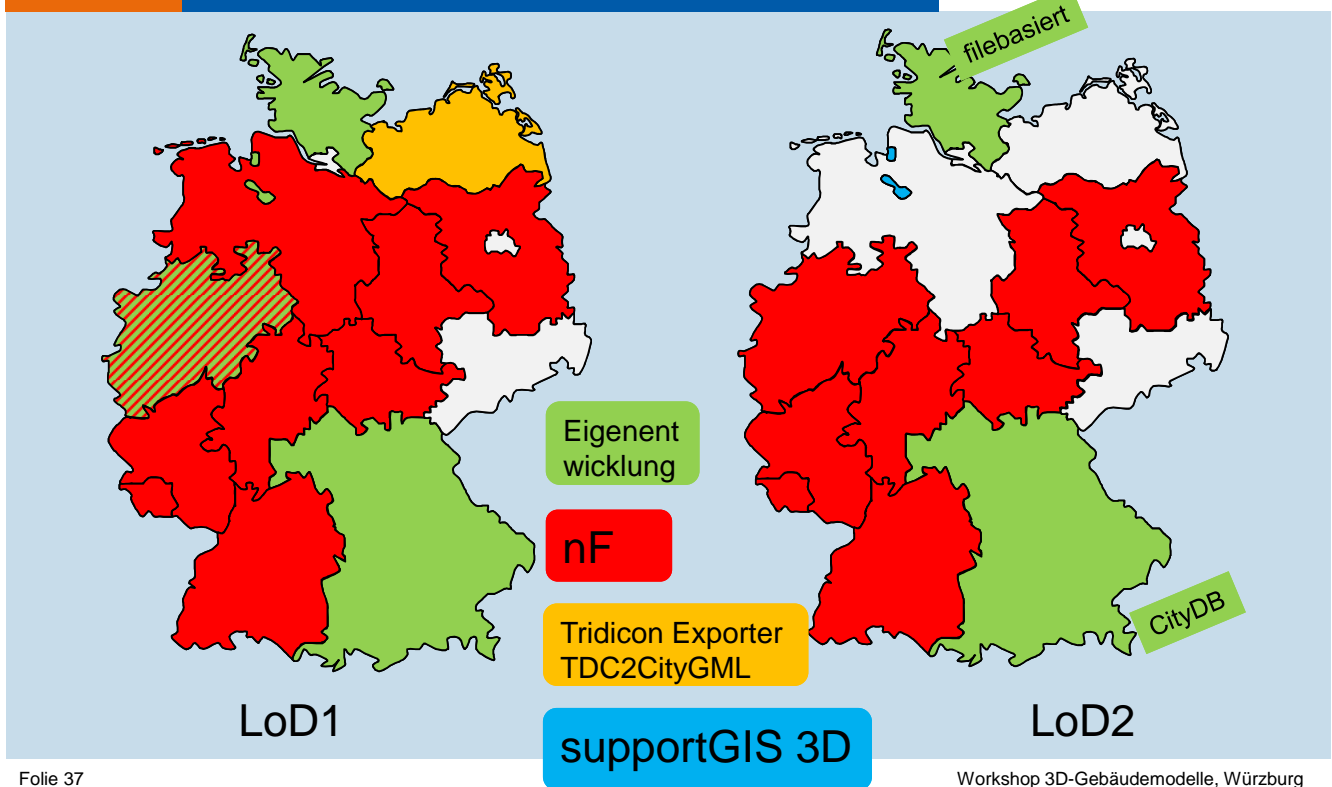 filebasiert
Eigenent
wicklung
nF
Tridicon Exporter
TDC2CityGML
supportGIS 3D
CityDB
LoD1
LoD2
Folie 37
Workshop 3D-Gebäudemodelle, Würzburg